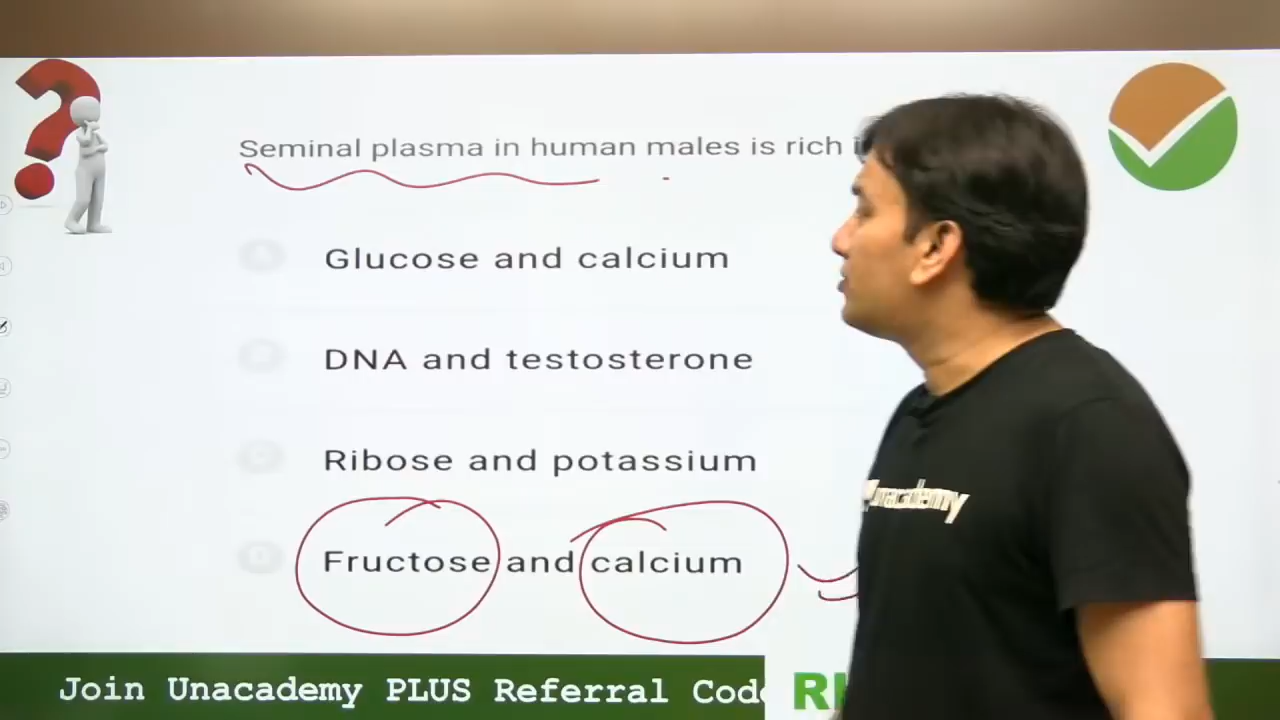 Seminal plasma in human males is rich
Glucose and calcium
DNA and testosterone
Ribose and potassium
Fructose and calcium
unacademy
Join Unacademy PLUS Referral Code